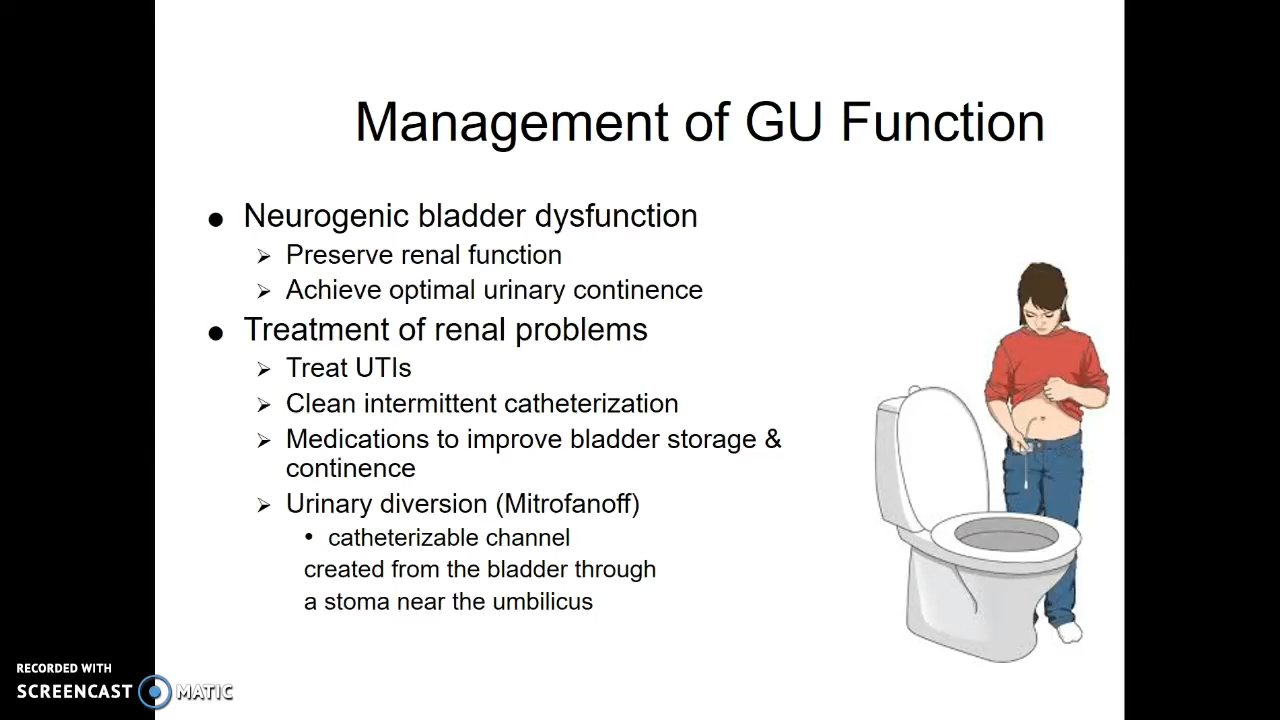 Management of GU Function
● Neurogenic bladder dysfunction
➢ Preserve renal function
➢ Achieve optimal urinary continence
● Treatment of renal problems
➢ Treat UTIs
➢ Clean intermittent catheterization
➢ Medications to improve bladder storage &
continence
➢ Urinary diversion (Mitrofanoff)
• catheterizable channel
created from the bladder through
a stoma near the umbilicus
RECORDED WITH
SCREENCAST MATIC